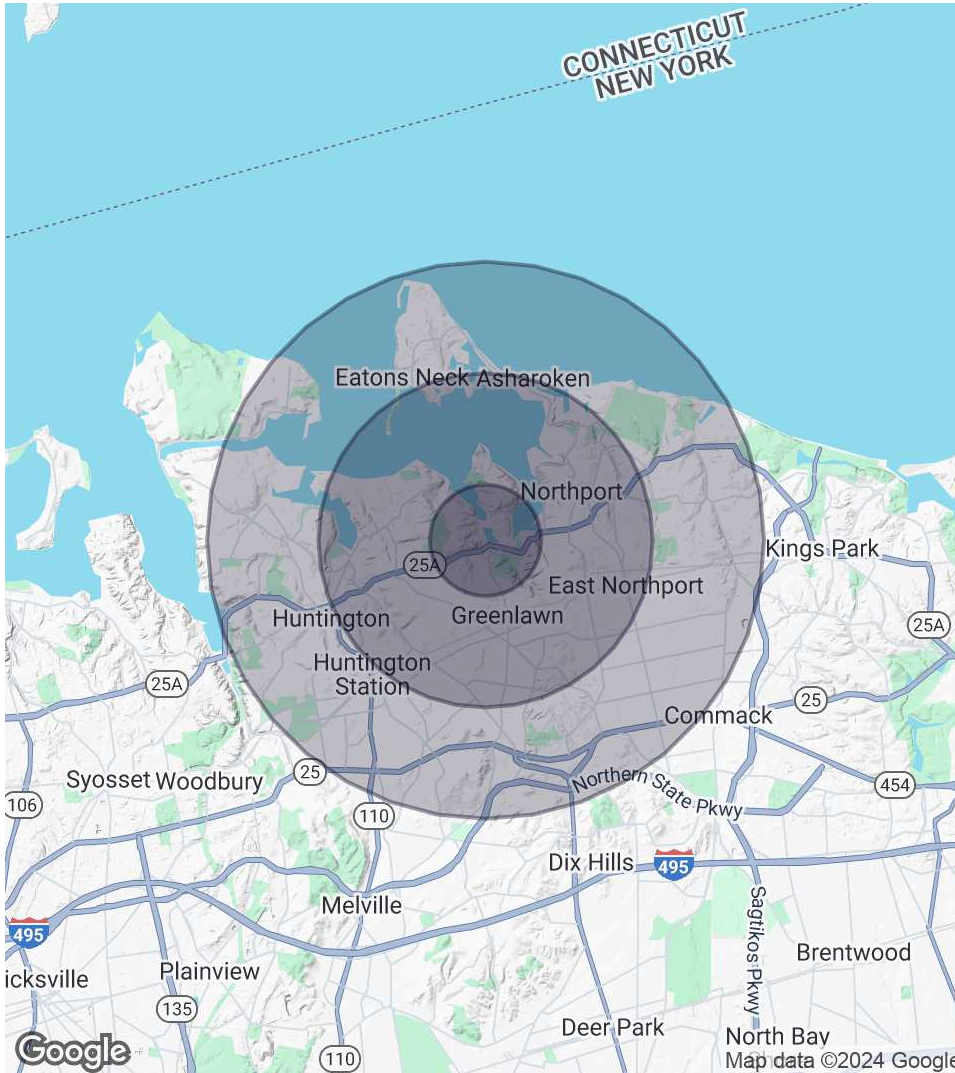 CONNECTICUT
NEW YORK
Eatons Neck Asharoken
Northport
Kings Park
25A
East Northport
Huntington
Greenlawn
25A
Huntington
Station
25A
25
Commack
Syosset Woodbury
25
Northern State Pkwy
454
106
110
Dix Hills
495
Melville
Sagtikos Pkwy
495
Brentwood
icksville
Plainview
135
Deer Park
North Bay
Google
110
Map data ©2024 Google